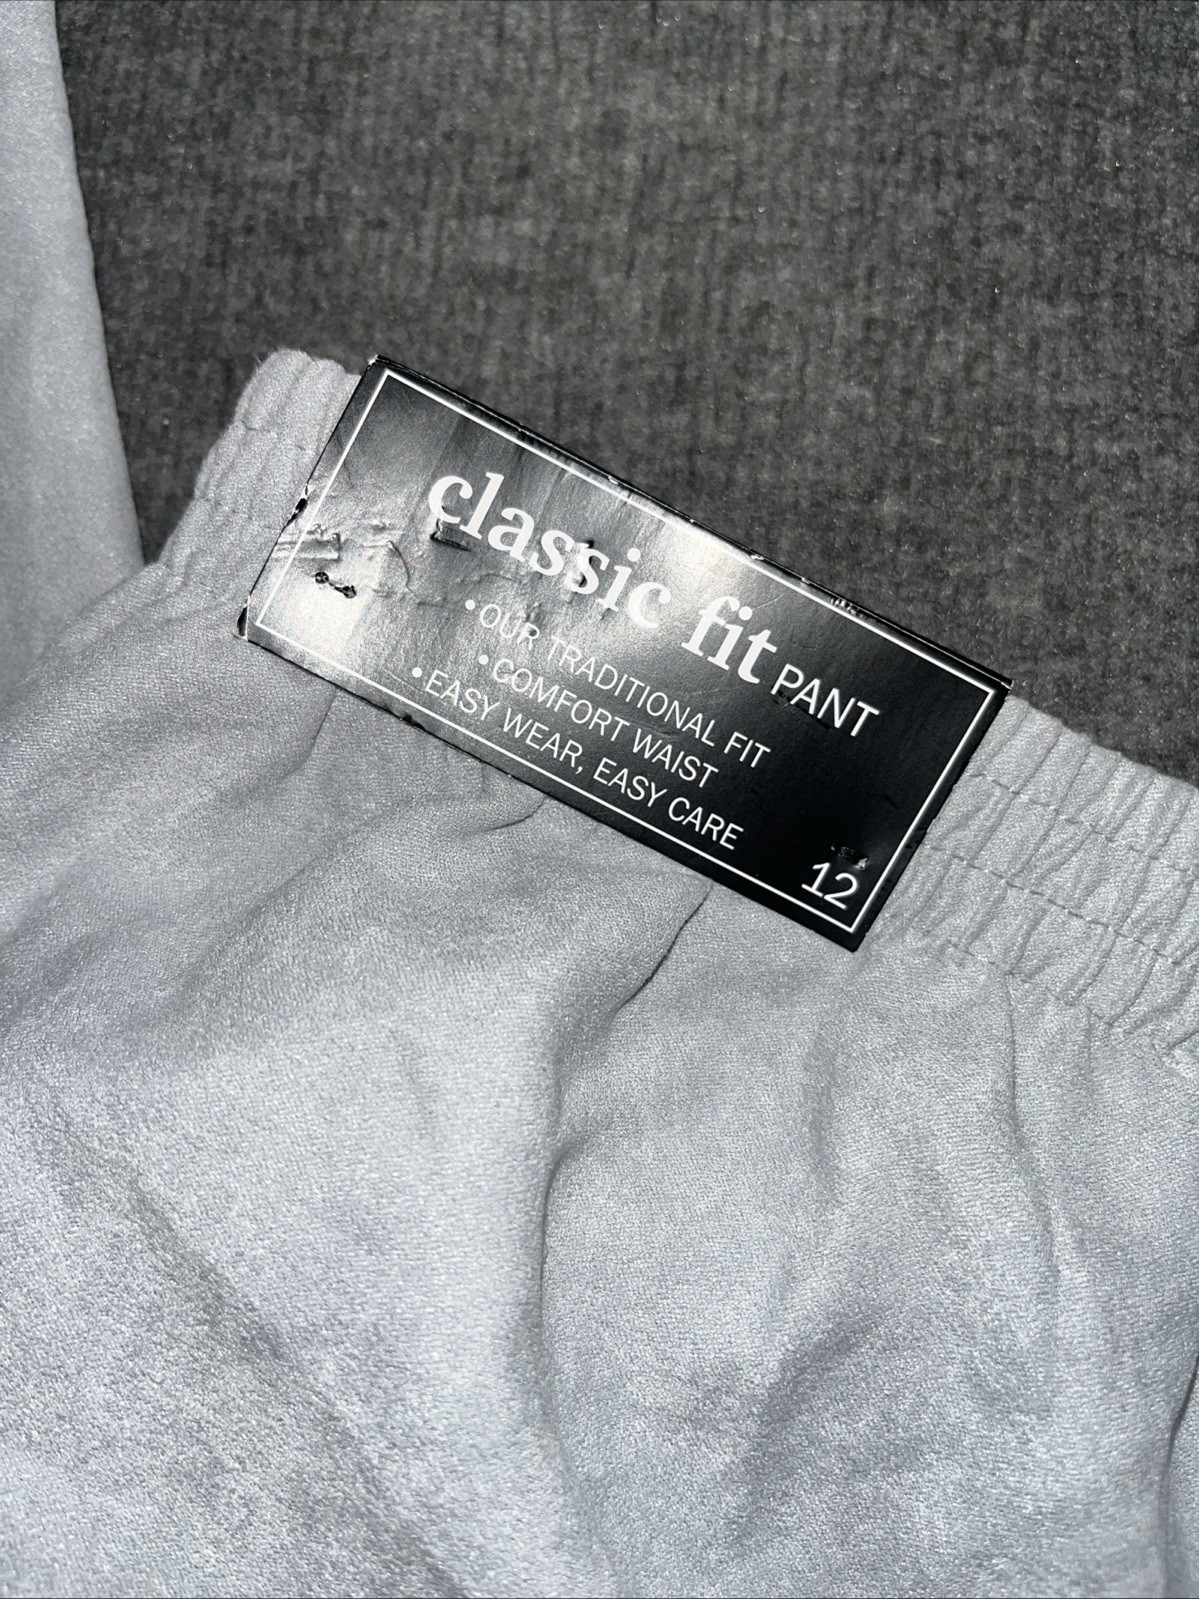 classic fit PANT
•OUR TRADITIONAL FIT
•COMFORT WAIST
•EASY WEAR, EASY CARE
12